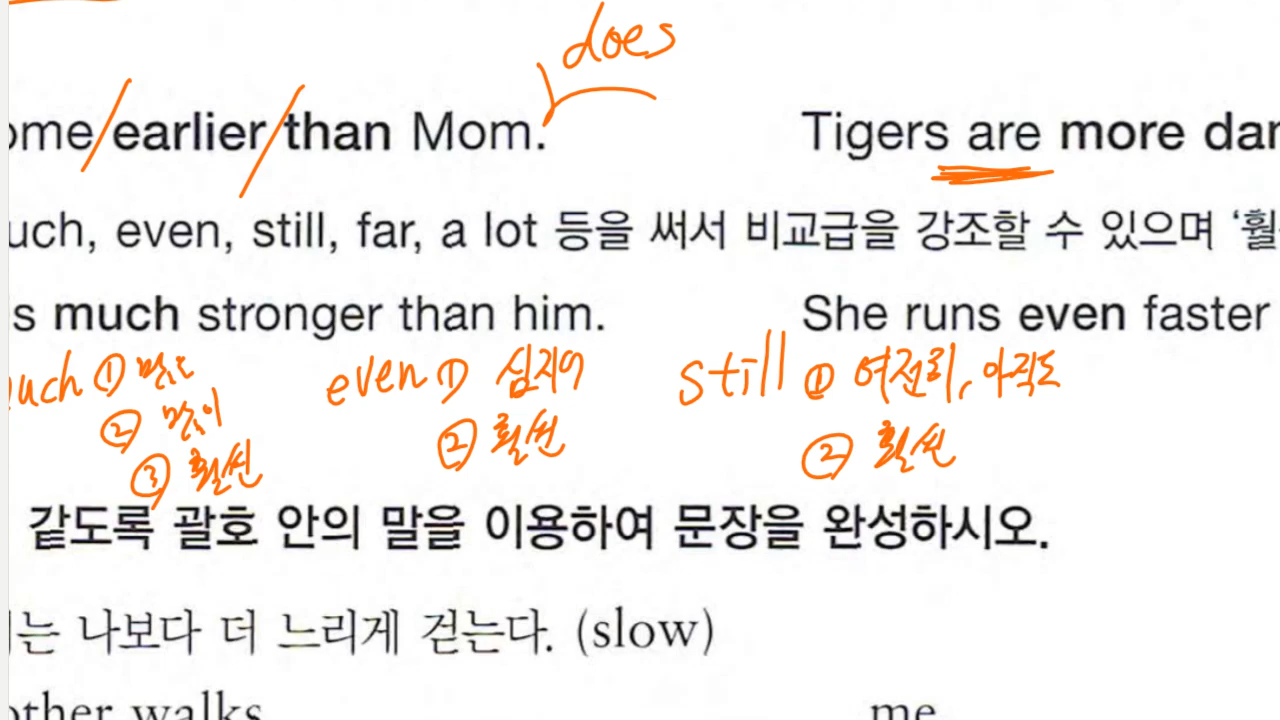 does
ome earlier than Mom. Tigers are more dan
uch, even, still, far, a lot 등을 써서 비교급을 강조할 수 있으며 ‘훨
s much stronger than him. She runs even faster
much ① 많은 even ① 심지어 still ① 여전히, 아직도
② 많이 ② 훨씬 ② 훨씬
③ 훨씬
같도록 괄호 안의 말을 이용하여 문장을 완성하시오.
는 나보다 더 느리게 걷는다. (slow)
other walks me